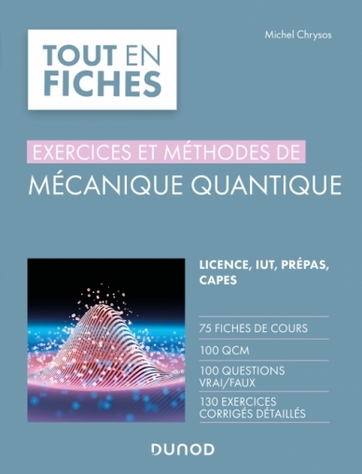 Michel Chrysos
TOUT EN
FICHES
EXERCICES ET MÉTHODES DE
MÉCANIQUE QUANTIQUE
LICENCE, IUT, PRÉPAS,
CAPES
75 FICHES DE COURS
100 QCM
100 QUESTIONS
VRAI/FAUX
130 EXERCICES
CORRIGÉS DÉTAILLÉS
DUNOD